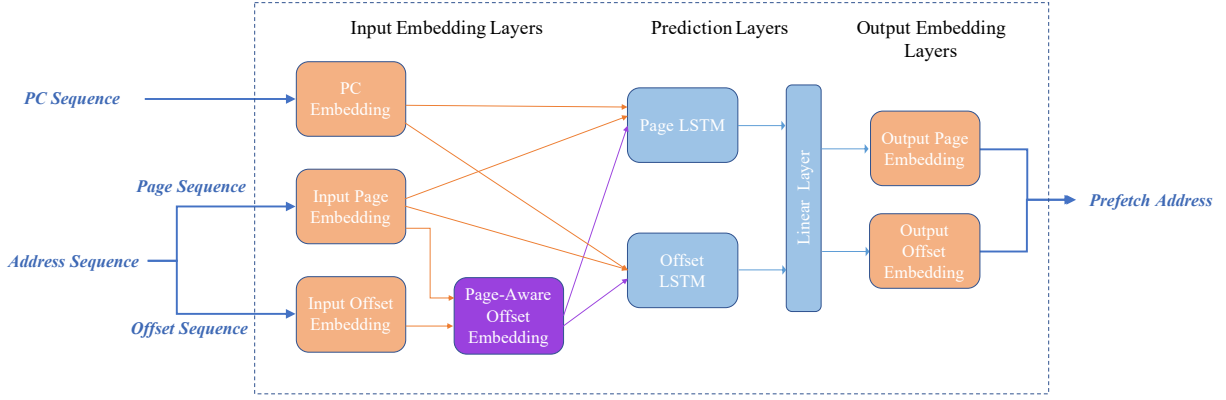 Input Embedding Layers
Prediction Layers
Output Embedding
Layers
PC Sequence
PC
Embedding
Page LSTM
Linear Layer
Output Page
Embedding
Page Sequence
Input Page
Embedding
Prefetch Address
Address Sequence
Offset
LSTM
Output
Offset
Embedding
Offset Sequence
Input Offset
Embedding
Page-Aware
Offset
Embedding